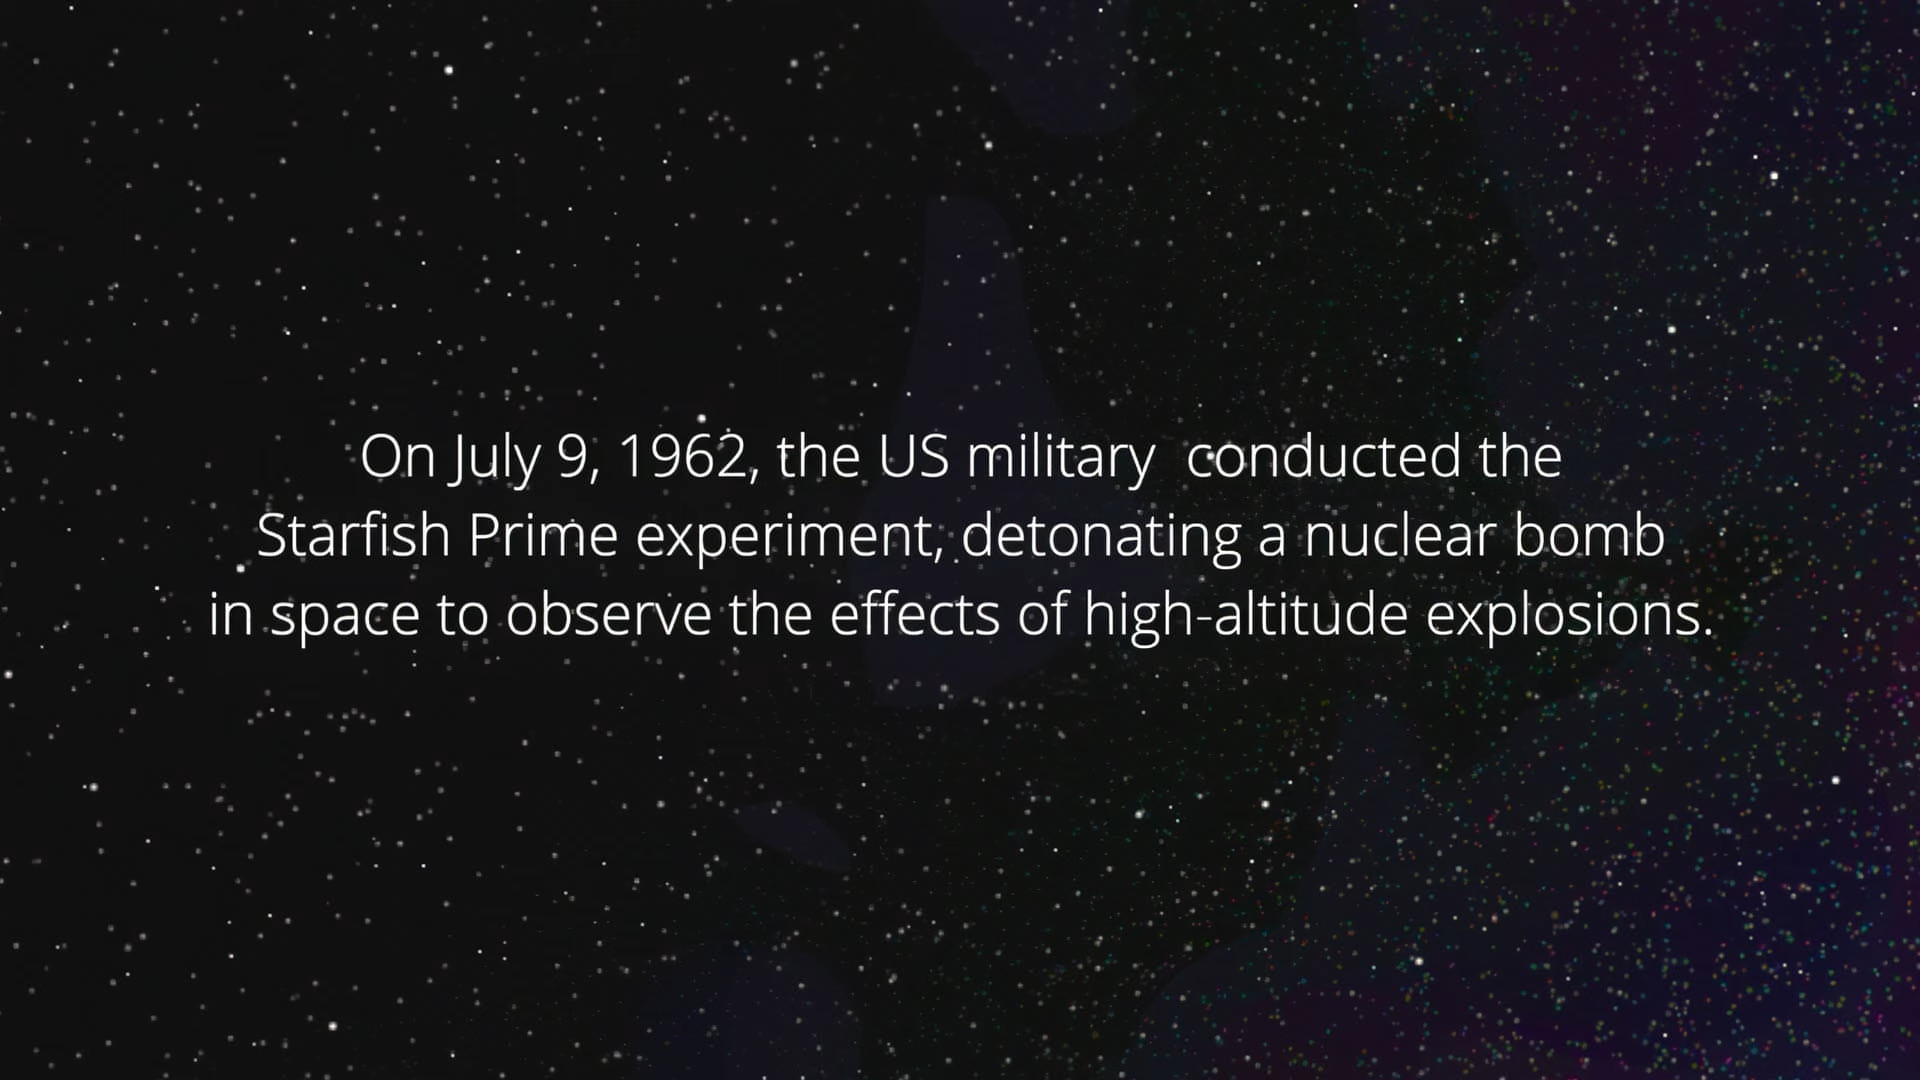 On July 9, 1962, the US military  conducted the
Starfish Prime experiment, detonating a nuclear bomb
in space to observe the effects of high-altitude explosions.